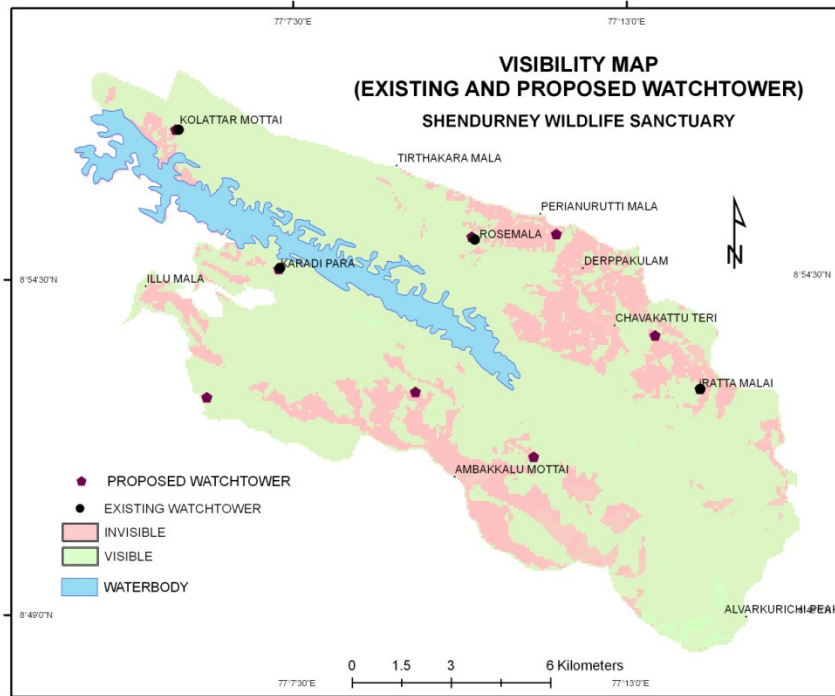 77°7'30"E
77°13'0"E
VISIBILITY MAP
(EXISTING AND PROPOSED WATCHTOWER)
SHENDURNEY WILDLIFE SANCTUARY
KOLATTAR MOTTAI
TIRTHAKARA MALA
PERIANURUTTI MALA
ROSEMALA
N
KARADI PARA
DERPPAKULAM
8°54'30"N
ILLU MALA
8°54'30"N
CHAVAKATTU TERI
IRATTA MALAI
AMBAKKALU MOTTAI
PROPOSED WATCHTOWER
EXISTING WATCHTOWER
INVISIBLE
VISIBLE
WATERBODY
8°49'0"N
ALVARKURICHI PEAK
0 1.5 3 6 Kilometers
77°7'30"E
77°13'0"E